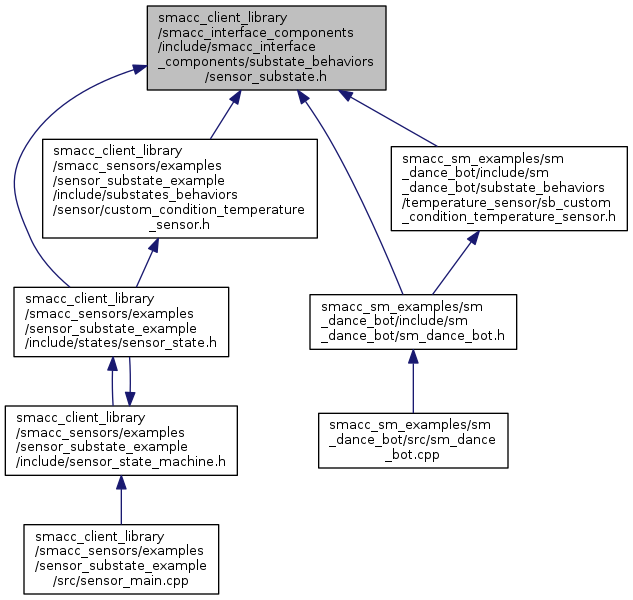 smacc_client_library
/smacc_interface_components
/include/smacc_interface
_components/substate_behaviors
/sensor_substate.h
smacc_client_library
/smacc_sensors/examples
/sensor_substate_example
/include/substates_behaviors
/sensor/custom_condition_temperature
_sensor.h
smacc_sm_examples/sm
_dance_bot/include/sm
_dance_bot/substate_behaviors
/temperature_sensor/sb_custom
_condition_temperature_sensor.h
smacc_client_library
/smacc_sensors/examples
/sensor_substate_example
/include/states/sensor_state.h
smacc_sm_examples/sm
_dance_bot/include/sm
_dance_bot/sm_dance_bot.h
smacc_client_library
/smacc_sensors/examples
/sensor_substate_example
/include/sensor_state_machine.h
smacc_sm_examples/sm
_dance_bot/src/sm_dance
_bot.cpp
smacc_client_library
/smacc_sensors/examples
/sensor_substate_example
/src/sensor_main.cpp